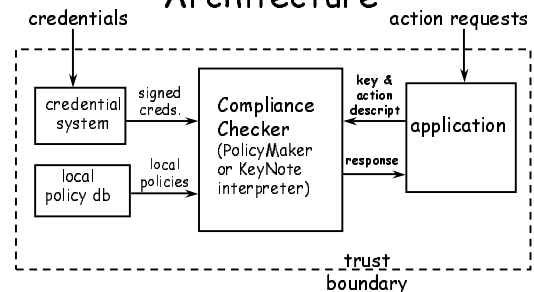 Architecture
credentials
action requests
credential
system
signed
creds.
Compliance
Checker
(PolicyMaker
or KeyNote
interpreter)
key &
action
descript
application
local
policy db
local
policies
response
trust
boundary